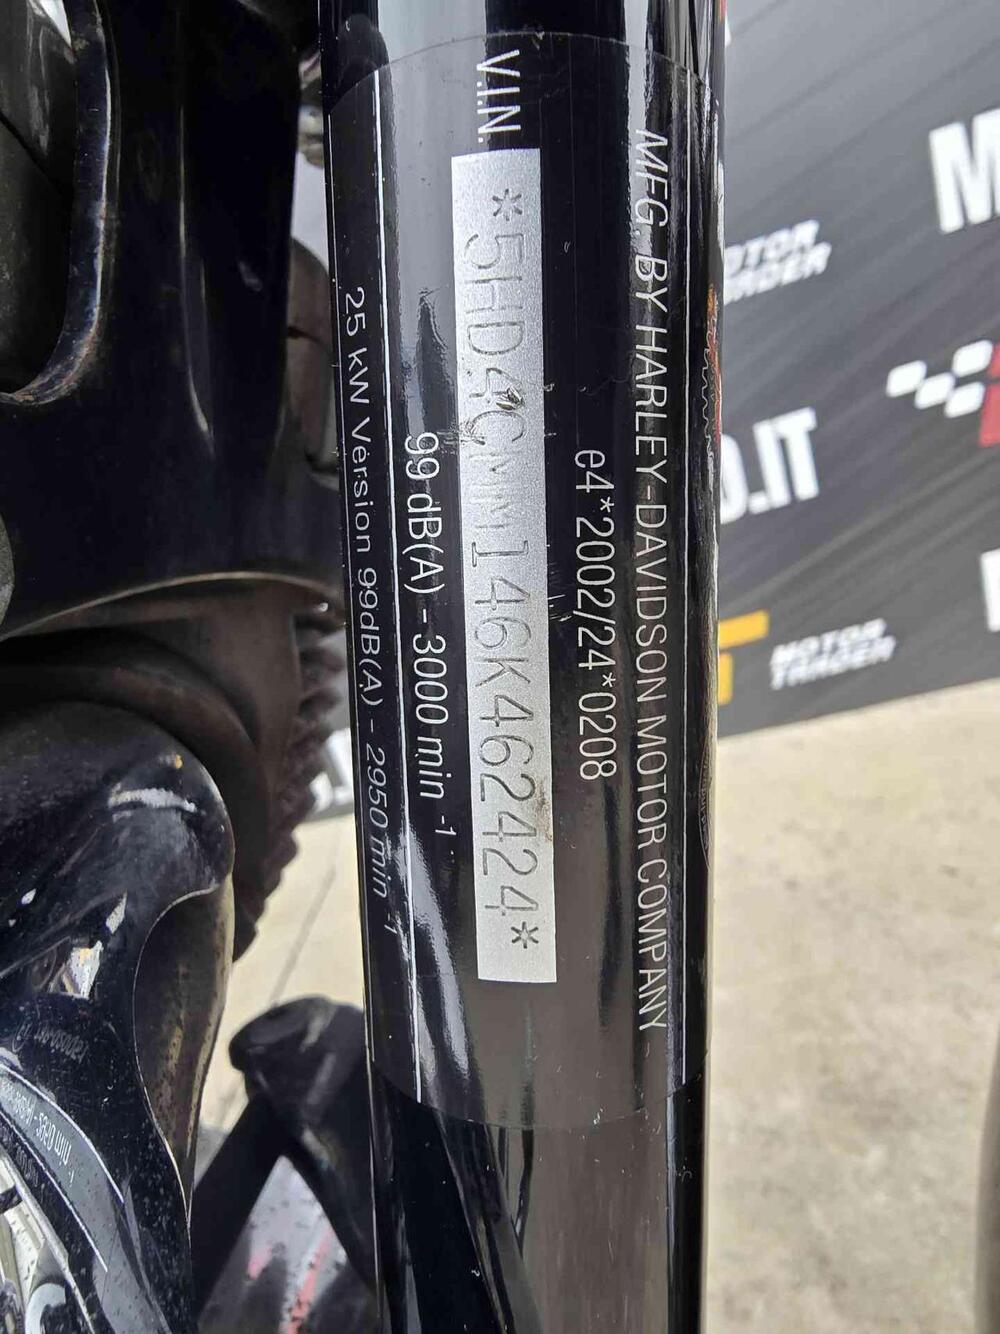 MFG. BY HARLEY-DAVIDSON MOTOR COMPANY
e4*2002/24*0208
V.I.N. *5HD4CMM146K462424*
99 dB(A) - 3000 min -1
25 kW Version 99dB(A) - 2950 min -1
MOTOR
TRADER
.IT
MOTOR
TRADER